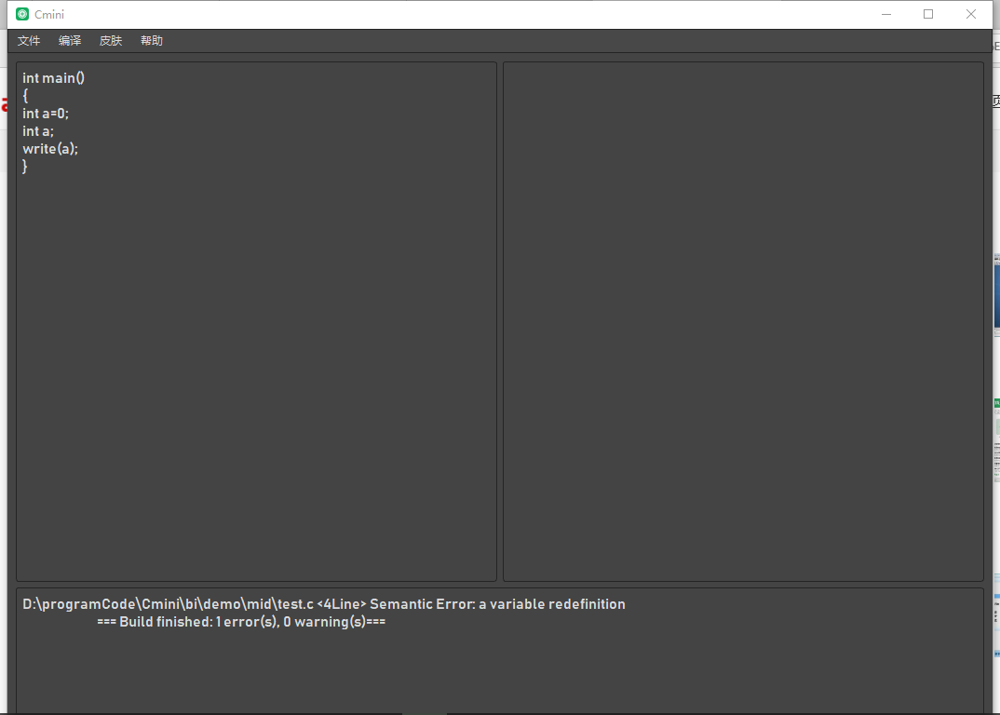 Cmini
文件 编译 皮肤 帮助
int main()
{
int a=0;
int a;
write(a);
}
D:\programCode\Cmini\bi\demo\mid\test.c <4Line> Semantic Error: a variable redefinition
=== Build finished: 1 error(s), 0 warning(s)===